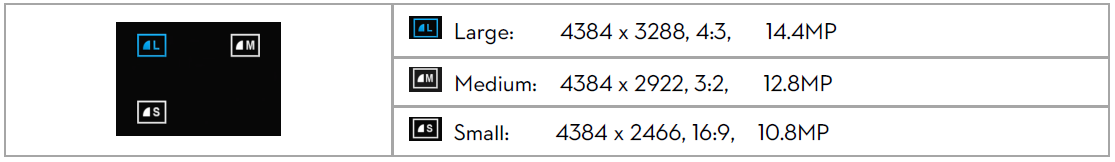 L M
S
L Large: 4384 x 3288, 4:3, 14.4MP
M Medium: 4384 x 2922, 3:2, 12.8MP
S Small: 4384 x 2466, 16:9, 10.8MP